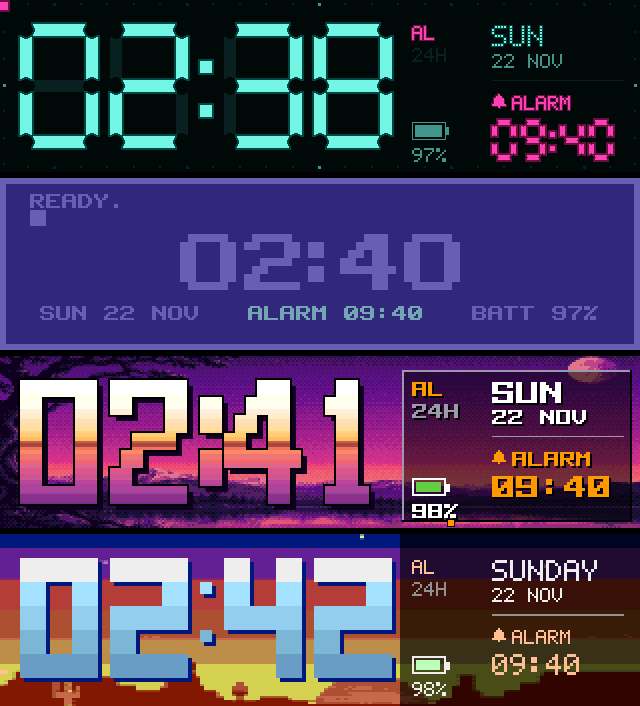 02:38
AL
24H
97%
SUN
22 NOV
ALARM
09:40
READY.
02:40
SUN 22 NOV ALARM 09:40 BATT 97%
02:41
AL
24H
98%
SUN
22 NOV
ALARM
09:40
02:42
AL
24H
98%
SUNDAY
22 NOV
ALARM
09:40